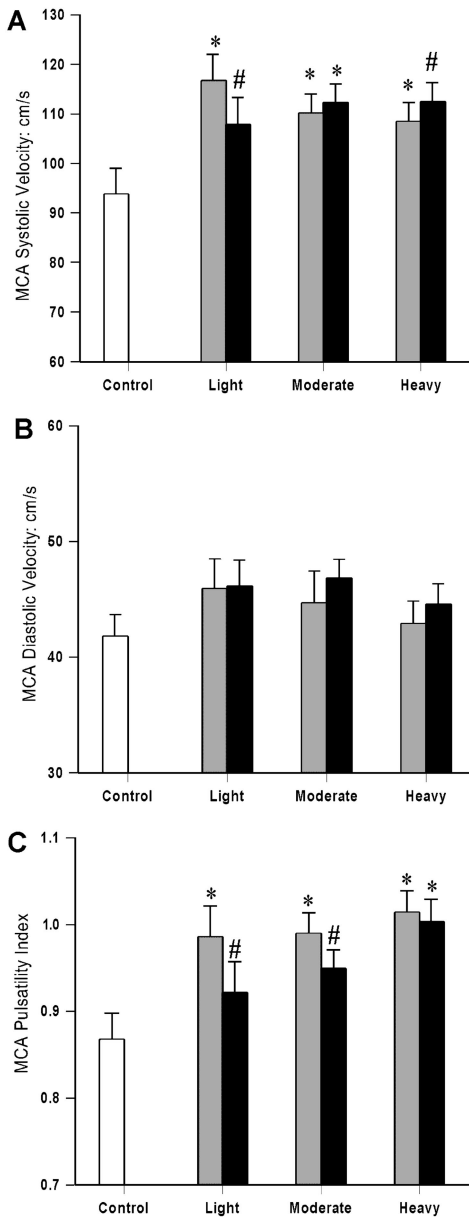 A
MCA Systolic Velocity: cm/s
130
120
110
100
90
80
70
60
* # * * * #
Control Light Moderate Heavy
B
MCA Diastolic Velocity: cm/s
60
50
40
30
Control Light Moderate Heavy
C
MCA Pulsatility Index
1.1
1.0
0.9
0.8
0.7
* # * # * *
Control Light Moderate Heavy